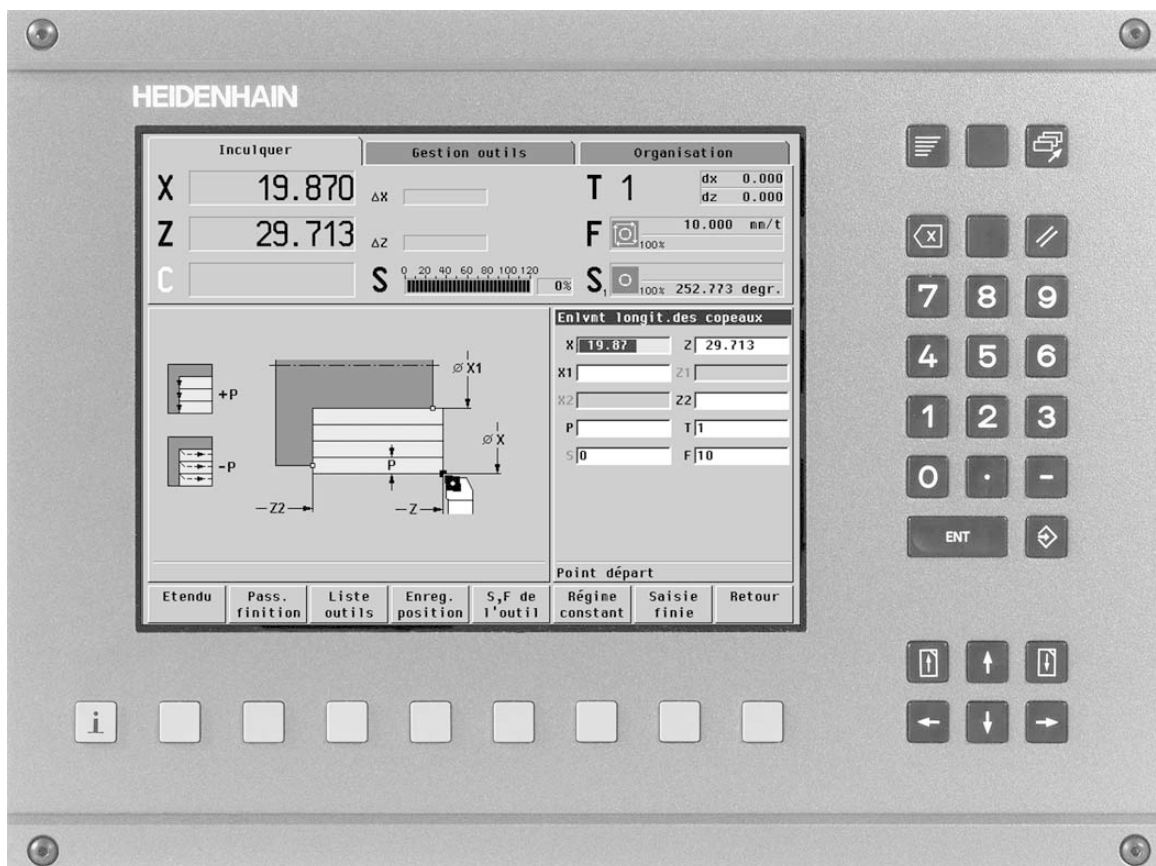 HEIDENHAIN
Inculquer Gestion outils Organisation
X 19.870 ΔX T 1 dx 0.000
dz 0.000
Z 29.713 ΔZ F 100% 10.000 mm/t
C S 0 20 40 60 80 100 120 0% S1 100% 252.773 degr.
Enlvmt longit.des copeaux
X 19.87 Z 29.713
X1 Z1
X2 Z2
P T 1
S 0 F 10
+P
-P
⌀ X1
⌀ X
P
-Z2
-Z
Point départ
Etendu
Pass. finition
Liste outils
Enreg. position
S,F de l'outil
Régime constant
Saisie finie
Retour
i
7 8 9
4 5 6
1 2 3
0 . -
ENT